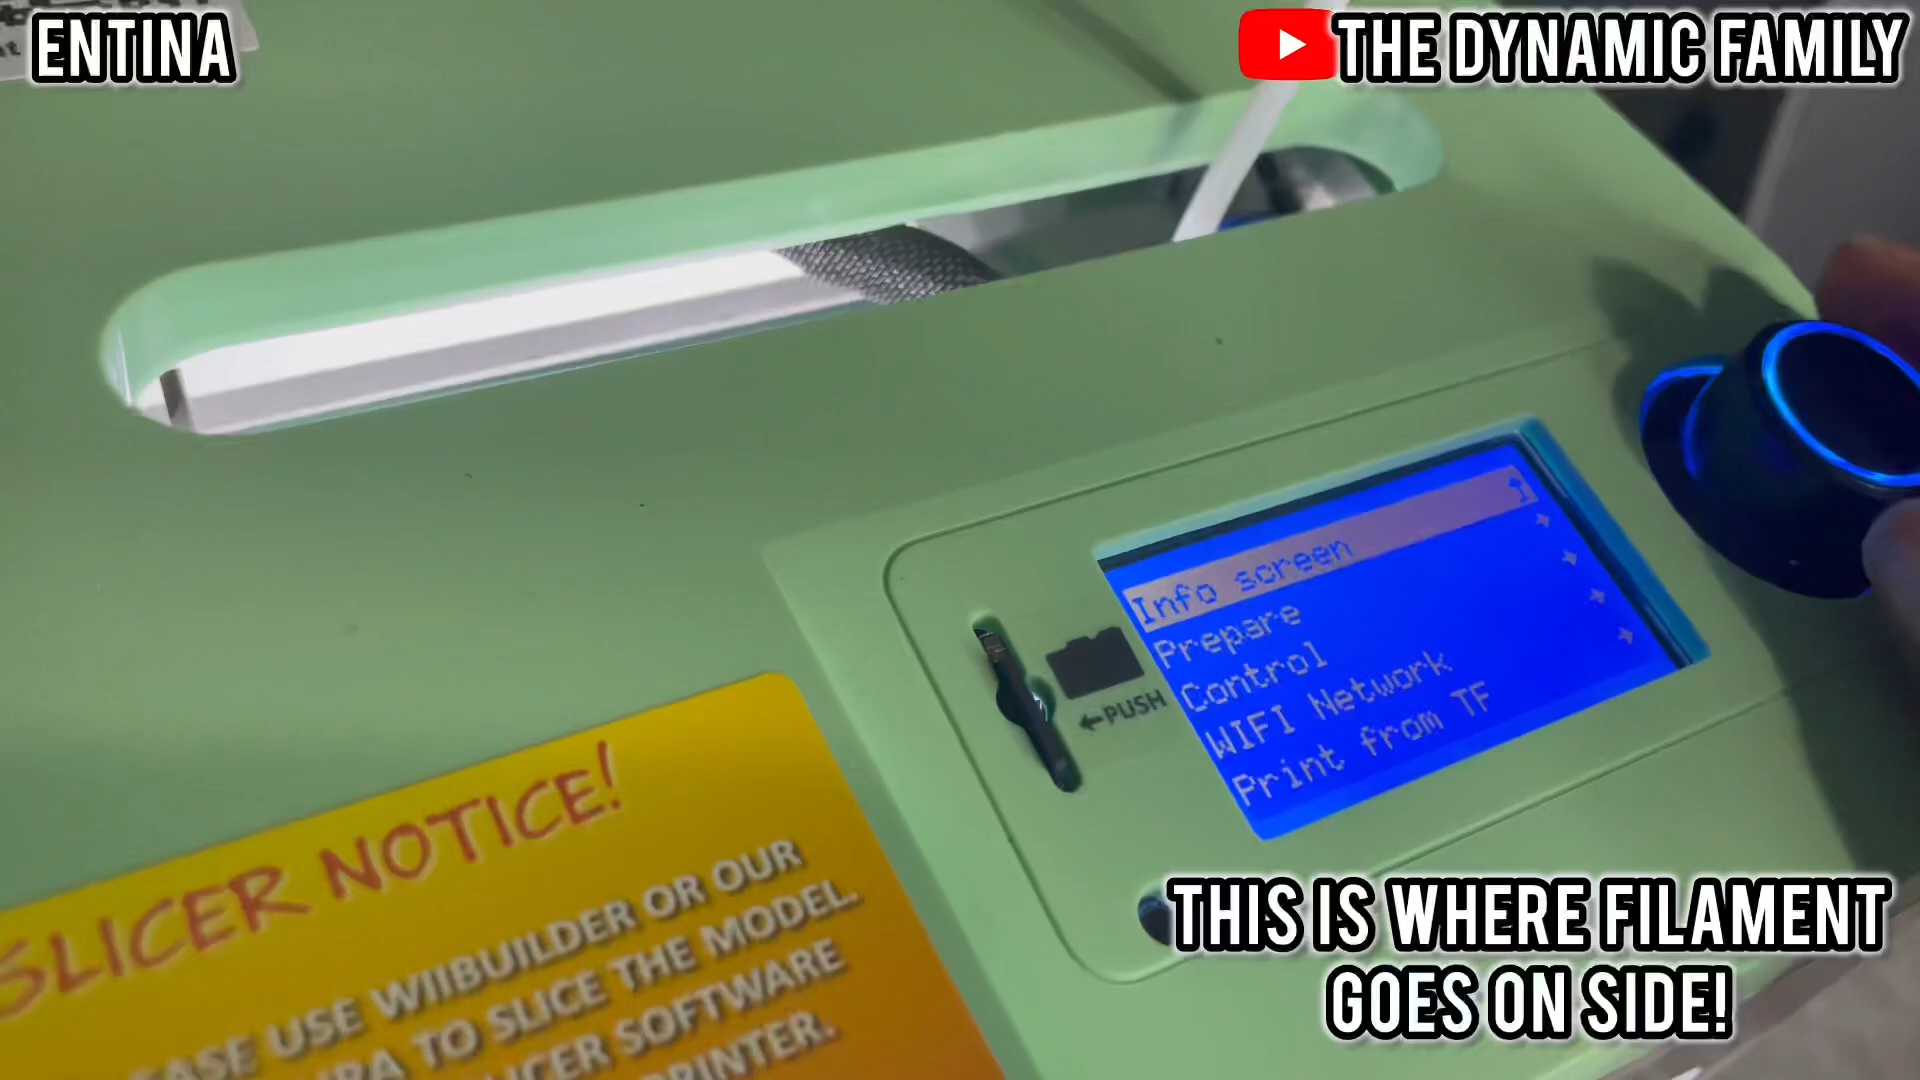 ENTINA
THE DYNAMIC FAMILY
Info screen
Prepare
Control
WIFI Network
Print from TF
←PUSH
SLICER NOTICE!
USE WIIBUILDER OR OUR
TO SLICE THE MODEL.
SOFTWARE
PRINTER.
THIS IS WHERE FILAMENT
GOES ON SIDE!